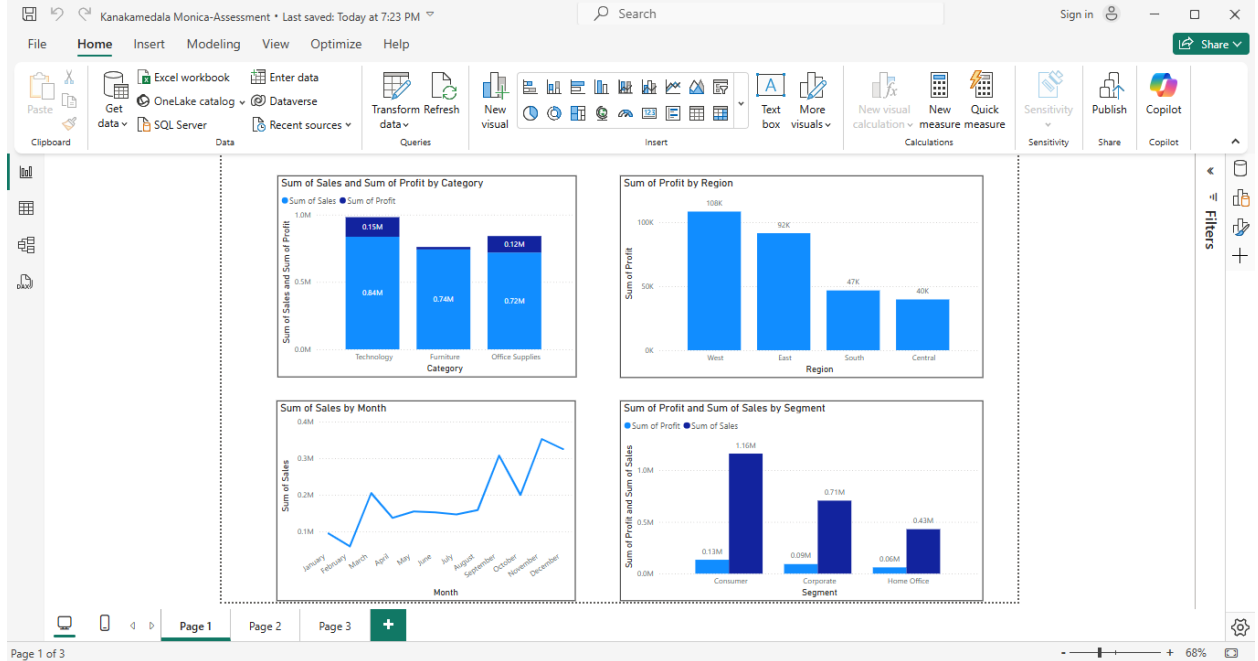 Kanakamedala Monica-Assessment • Last saved: Today at 7:23 PM
Search
Sign in
File Home Insert Modeling View Optimize Help
Share
Paste
Clipboard
Get data
Excel workbook
OneLake catalog
SQL Server
Enter data
Dataverse
Recent sources
Data
Transform data
Refresh
Queries
New visual
123
A
Text box
More visuals
Insert
fx
New visual calculation
New measure
Quick measure
Calculations
Sensitivity
Sensitivity
Publish
Share
Copilot
Copilot
DAX
Filters
Sum of Sales and Sum of Profit by Category
Sum of Sales Sum of Profit
Sum of Sales and Sum of Profit
1.0M
0.5M
0.0M
0.15M
0.84M
0.74M
0.12M
0.72M
Technology Furniture Office Supplies
Category
Sum of Profit by Region
Sum of Profit
100K
50K
0K
108K
92K
47K
40K
West East South Central
Region
Sum of Sales by Month
Sum of Sales
0.4M
0.3M
0.2M
0.1M
January February March April May June July August September October November December
Month
Sum of Profit and Sum of Sales by Segment
Sum of Profit Sum of Sales
Sum of Profit and Sum of Sales
1.0M
0.5M
0.0M
0.13M
1.16M
0.09M
0.71M
0.06M
0.43M
Consumer Corporate Home Office
Segment
Page 1 Page 2 Page 3 +
Page 1 of 3
- + 68%